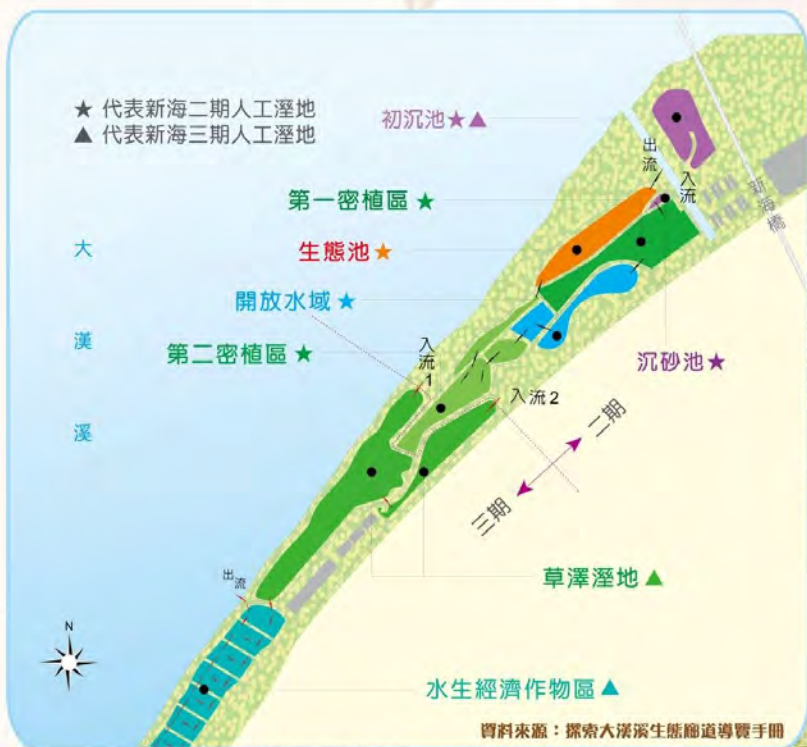 ★ 代表新海二期人工溼地
▲ 代表新海三期人工溼地
初沉池★▲
出流
入流
新海橋
第一密植區★
生態池★
大漢溪
開放水域★
第二密植區★
入流1
沉砂池★
入流2
二期
三期
草澤溼地▲
出流
N
水生經濟作物區▲
資料來源：探索大漢溪生態廊道導覽手冊